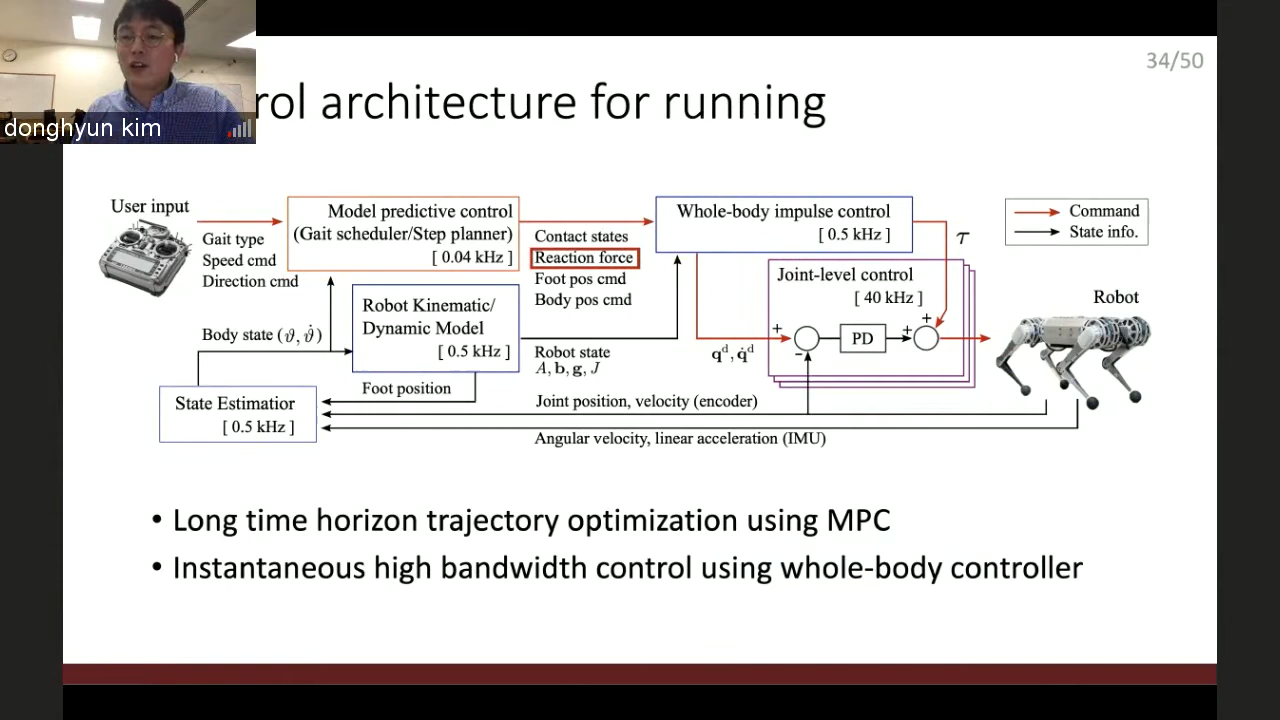 donghyun kim
34/50
rol architecture for running
User input
Gait type
Speed cmd
Direction cmd
Model predictive control
(Gait scheduler/Step planner)
[ 0.04 kHz ]
Contact states
Reaction force
Foot pos cmd
Body pos cmd
Whole-body impulse control
[ 0.5 kHz ]
τ
Command
State info.
Joint-level control
[ 40 kHz ]
+
-
PD
+
+
Robot
Robot Kinematic/
Dynamic Model
[ 0.5 kHz ]
Body state (ϑ, ϑ̇)
Robot state
A, b, g, J
qᵈ, q̇ᵈ
Foot position
State Estimatior
[ 0.5 kHz ]
Joint position, velocity (encoder)
Angular velocity, linear acceleration (IMU)
• Long time horizon trajectory optimization using MPC
• Instantaneous high bandwidth control using whole-body controller